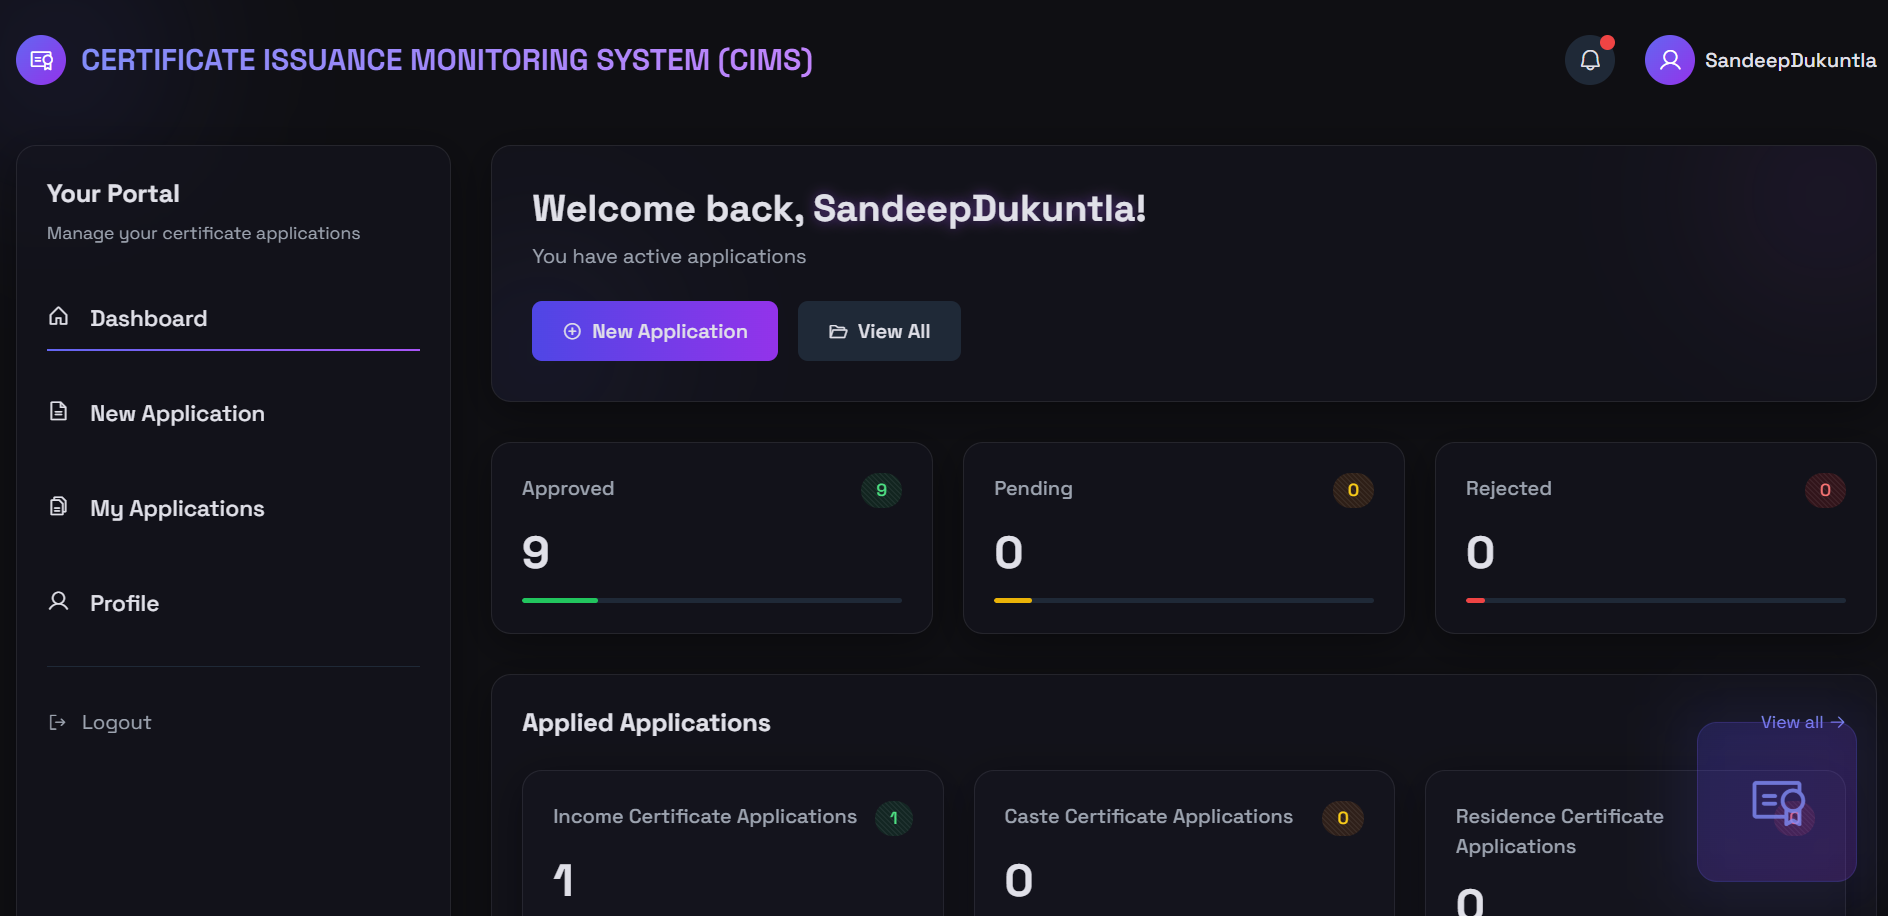 CERTIFICATE ISSUANCE MONITORING SYSTEM (CIMS)
SandeepDukuntla
Your Portal
Manage your certificate applications
Dashboard
New Application
My Applications
Profile
Logout
Welcome back, SandeepDukuntla!
You have active applications
New Application
View All
Approved
9
9
Pending
0
0
Rejected
0
0
Applied Applications
View all →
Income Certificate Applications
1
1
Caste Certificate Applications
0
0
Residence Certificate
Applications
0